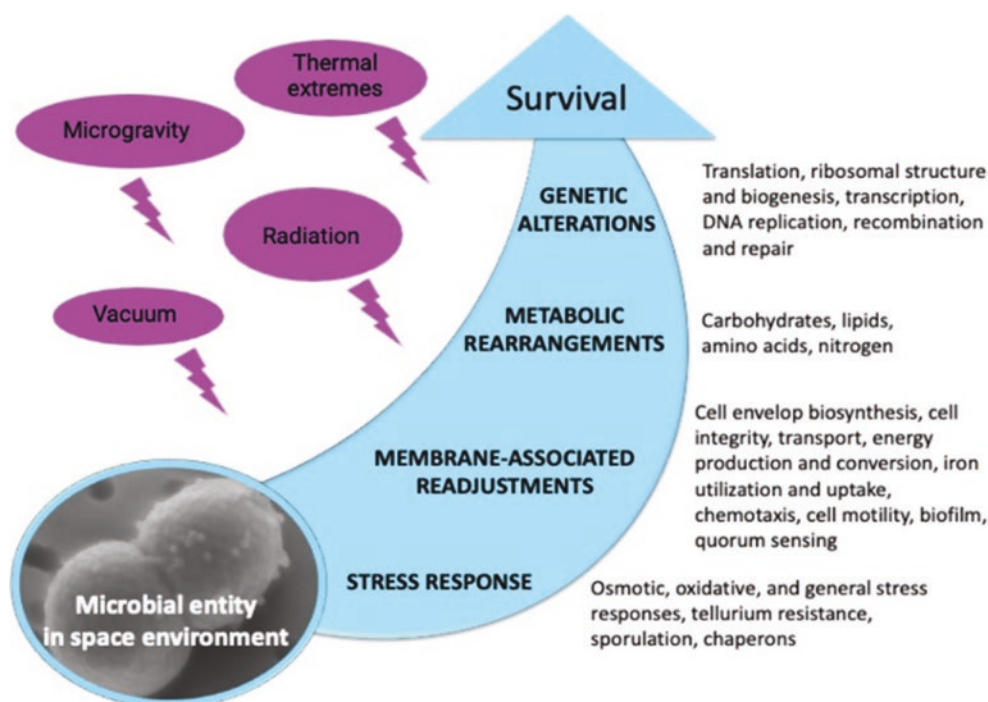 Thermal
extremes
Microgravity
Radiation
Vacuum
Survival
GENETIC
ALTERATIONS
Translation, ribosomal structure
and biogenesis, transcription,
DNA replication, recombination
and repair
METABOLIC
REARRANGEMENTS
Carbohydrates, lipids,
amino acids, nitrogen
MEMBRANE-ASSOCIATED
READJUSTMENTS
Cell envelop biosynthesis, cell
integrity, transport, energy
production and conversion, iron
utilization and uptake,
chemotaxis, cell motility, biofilm,
quorum sensing
STRESS RESPONSE
Osmotic, oxidative, and general stress
responses, tellurium resistance,
sporulation, chaperons
Microbial entity
in space environment